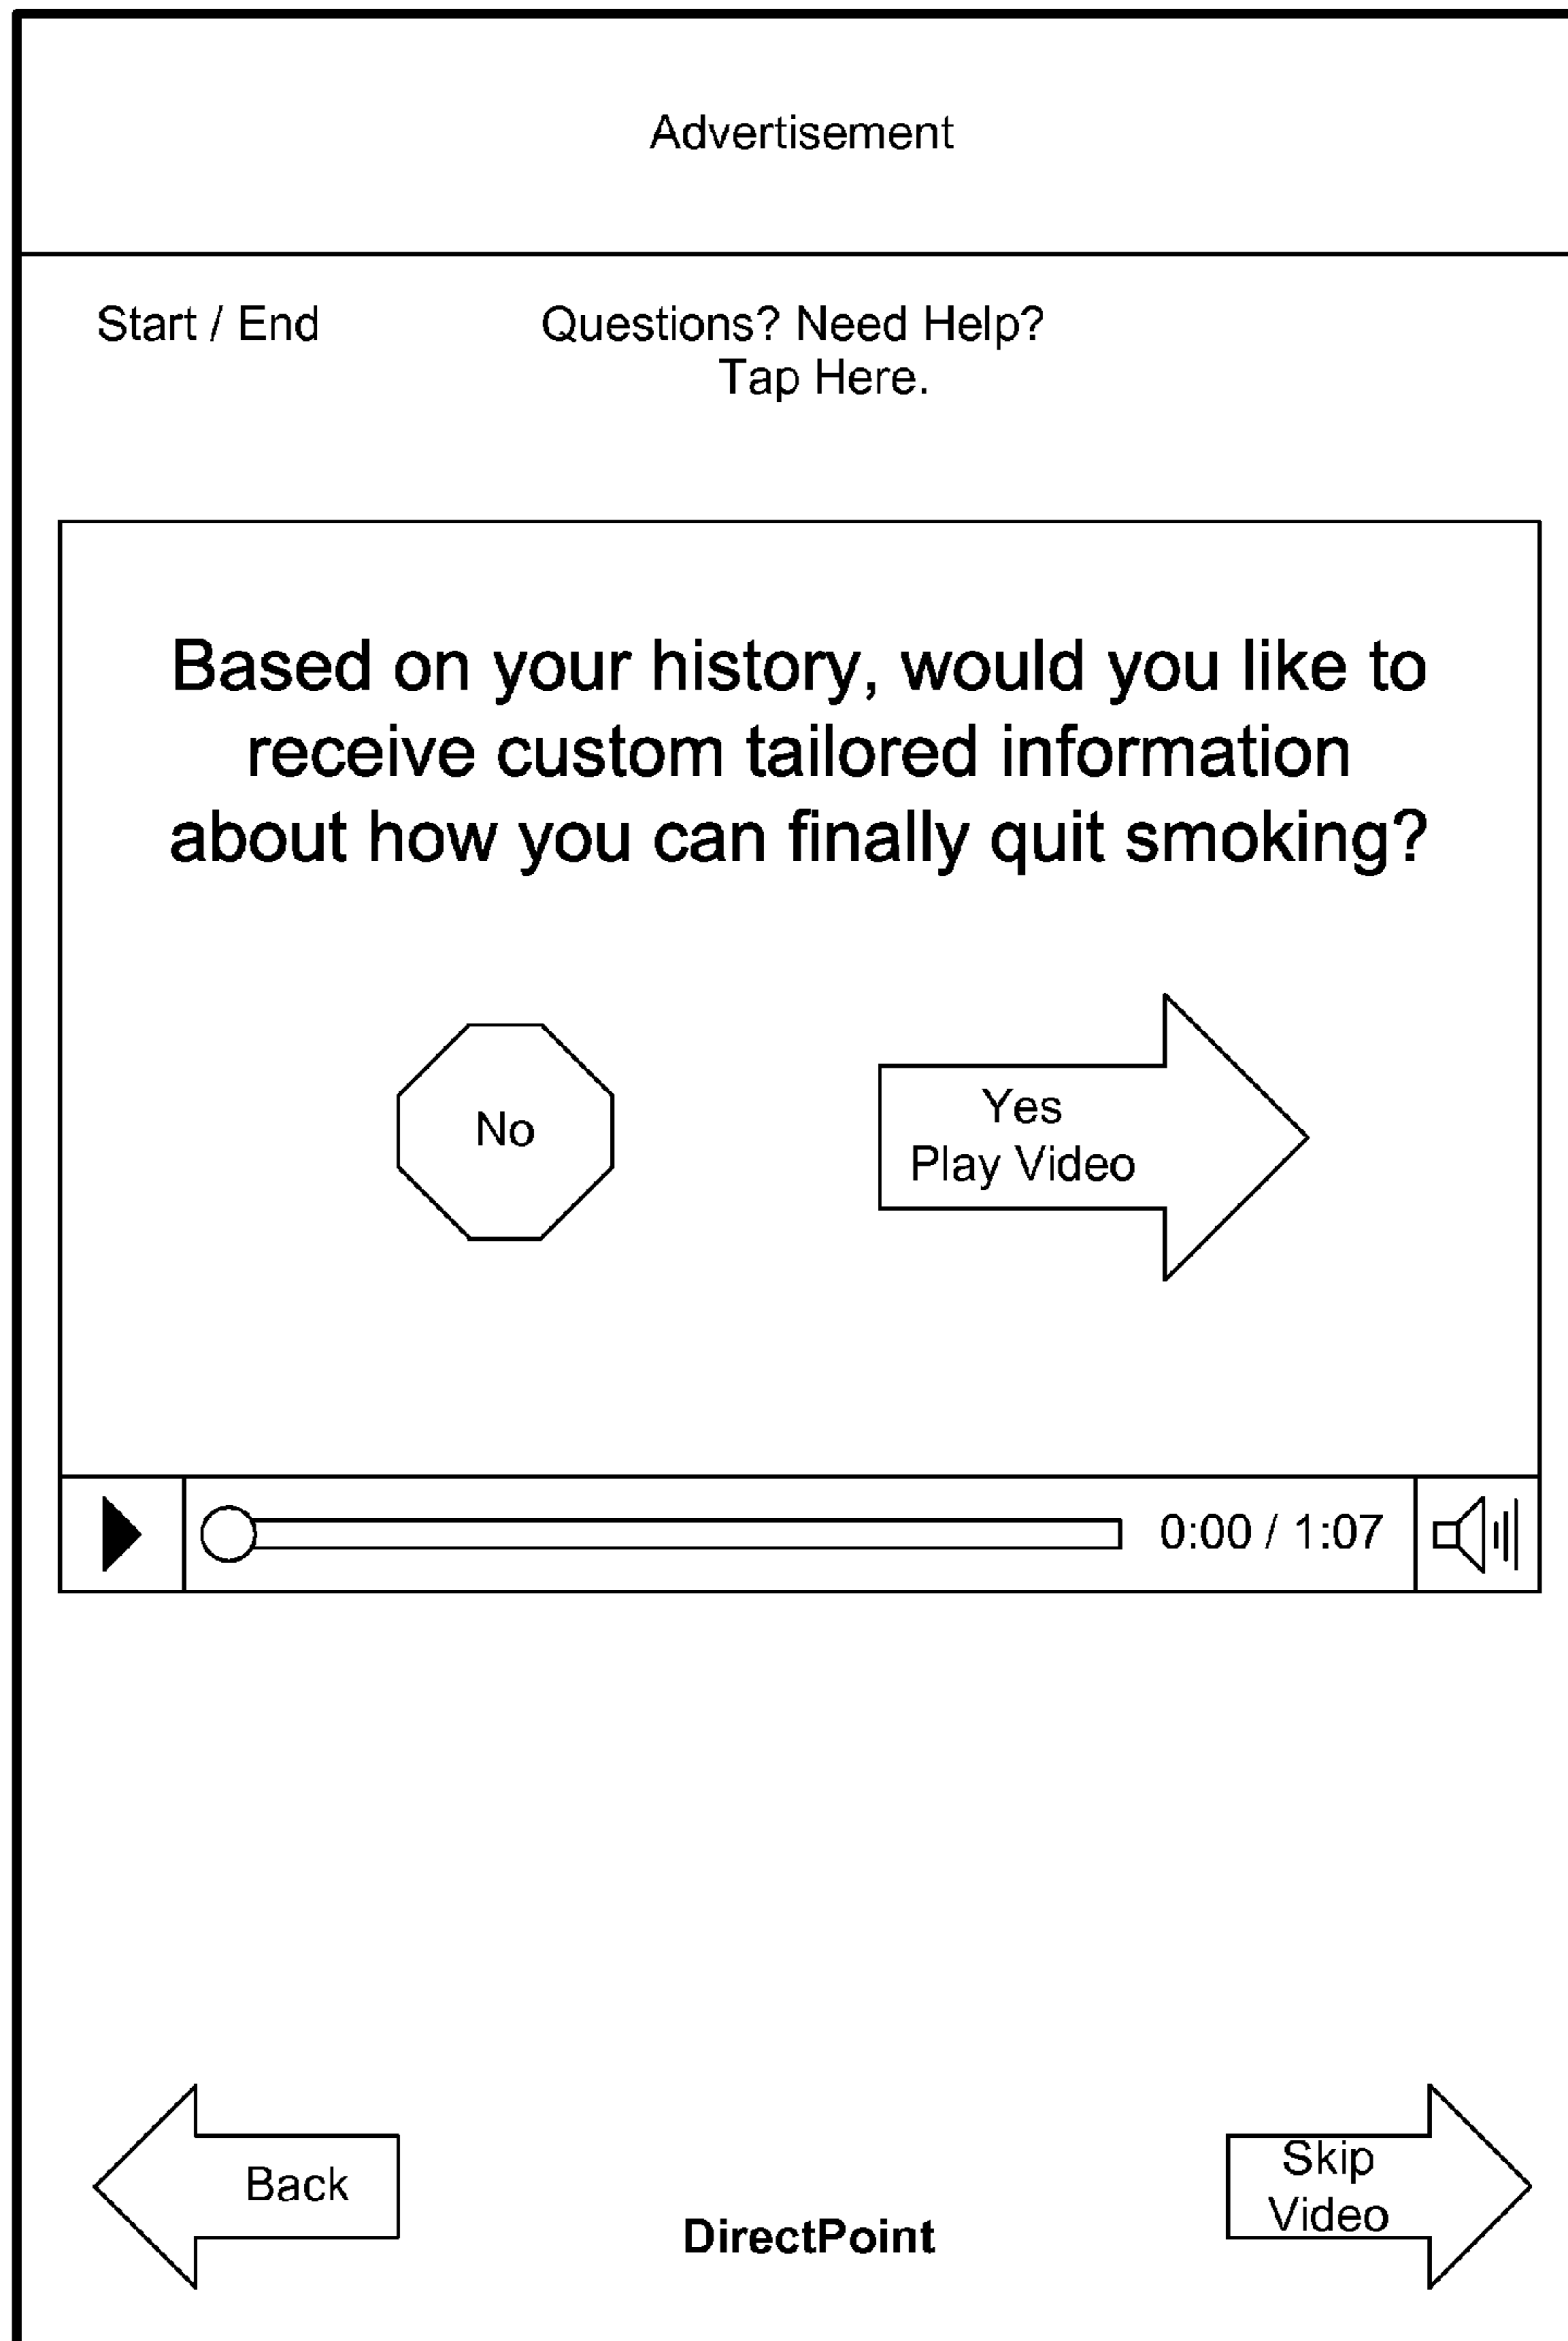 Advertisement
Start / End
Questions? Need Help?
Tap Here.
Based on your history, would you like to
receive custom tailored information
about how you can finally quit smoking?
No
Yes
Play Video
0:00 / 1:07
Back
DirectPoint
Skip
Video